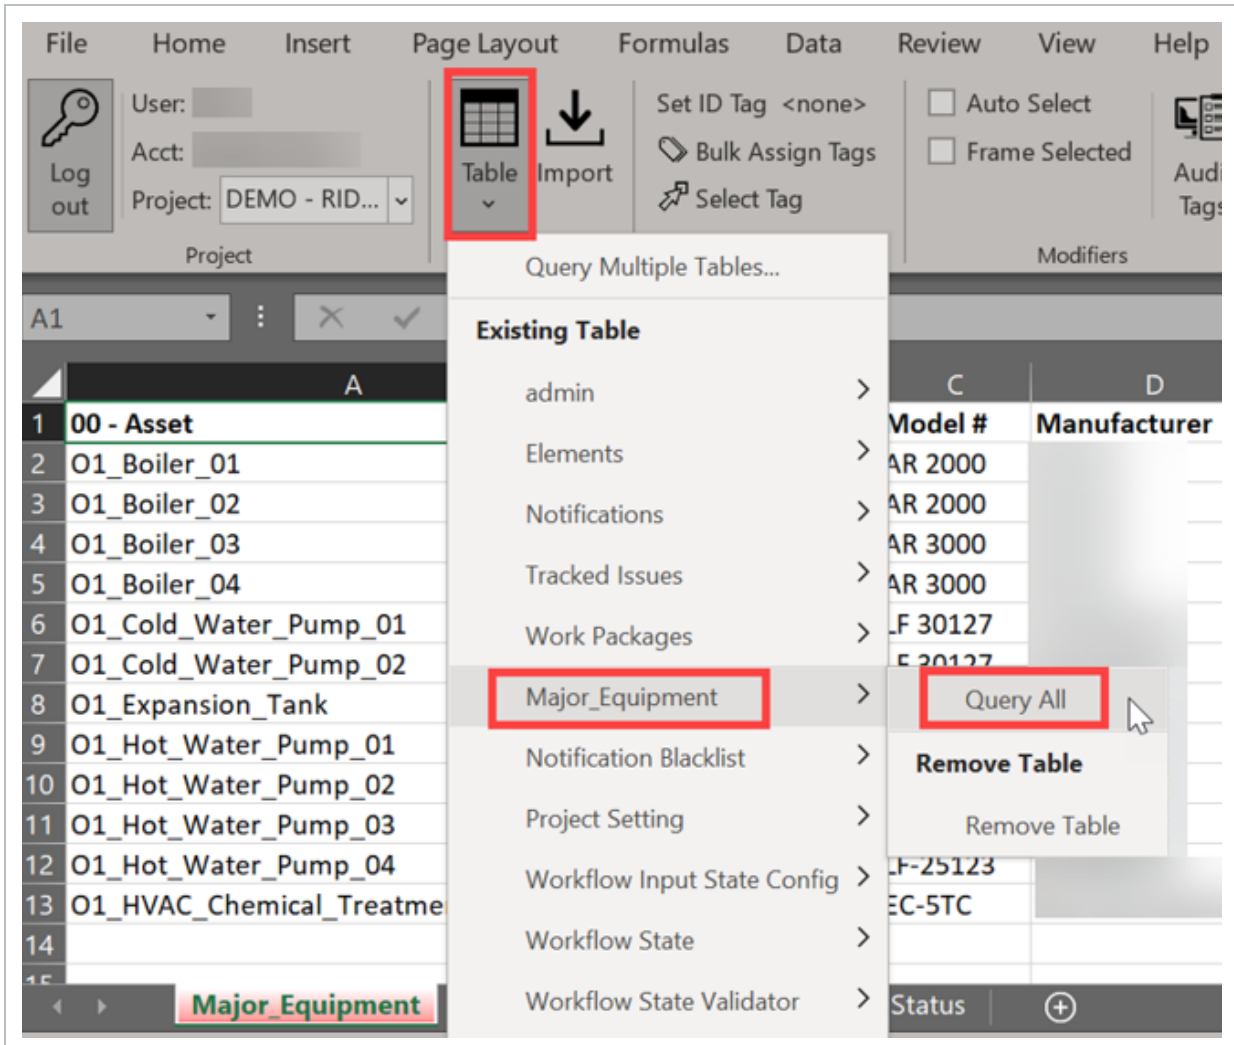 File Home Insert Page Layout Formulas Data Review View Help
User:
Acct:
Project: DEMO - RID...
Log out
Project
Table
Import
Set ID Tag <none>
Bulk Assign Tags
Select Tag
Auto Select
Frame Selected
Modifiers
Audi
Tags
Query Multiple Tables...
Existing Table
admin
Elements
Notifications
Tracked Issues
Work Packages
Major_Equipment
Notification Blacklist
Project Setting
Workflow Input State Config
Workflow State
Workflow State Validator
Query All
Remove Table
Remove Table
A1
A C D
1 00 - Asset Model # Manufacturer
2 O1_Boiler_01 AR 2000
3 O1_Boiler_02 AR 2000
4 O1_Boiler_03 AR 3000
5 O1_Boiler_04 AR 3000
6 O1_Cold_Water_Pump_01 LF 30127
7 O1_Cold_Water_Pump_02 LF 30127
8 O1_Expansion_Tank
9 O1_Hot_Water_Pump_01
10 O1_Hot_Water_Pump_02
11 O1_Hot_Water_Pump_03
12 O1_Hot_Water_Pump_04 LF-25123
13 O1_HVAC_Chemical_Treatme EC-5TC
14
15
Major_Equipment Status